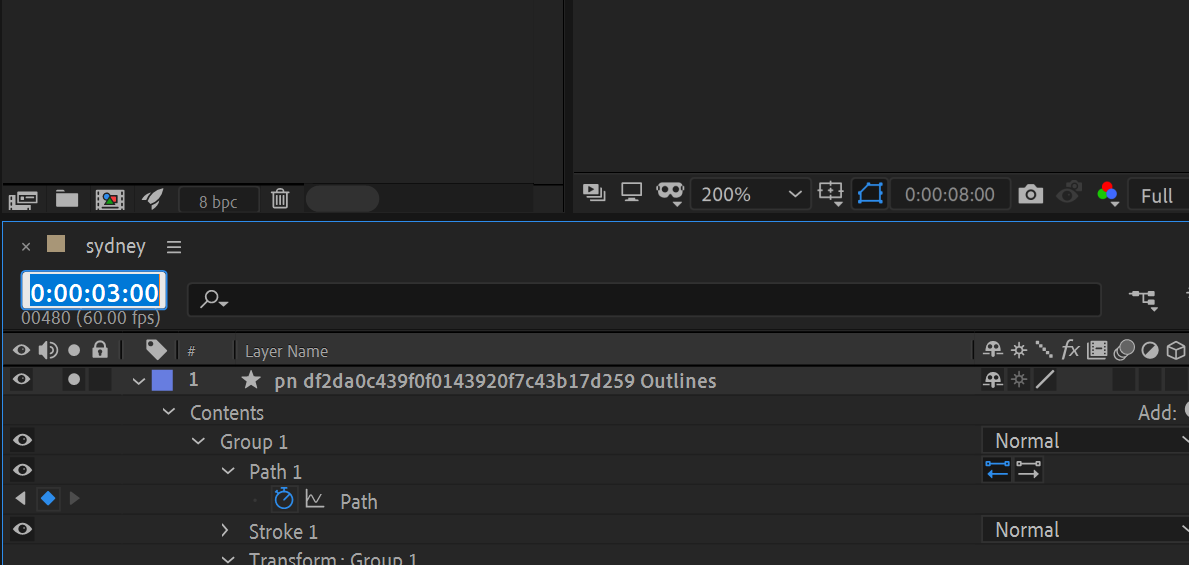 8 bpc
200%
0:00:08:00
Full
sydney
0:00:03:00
00480 (60.00 fps)
#
Layer Name
fx
1
pn df2da0c439f0f0143920f7c43b17d259 Outlines
Contents
Add:
Group 1
Normal
Path 1
Path
Stroke 1
Normal
Transform : Group 1